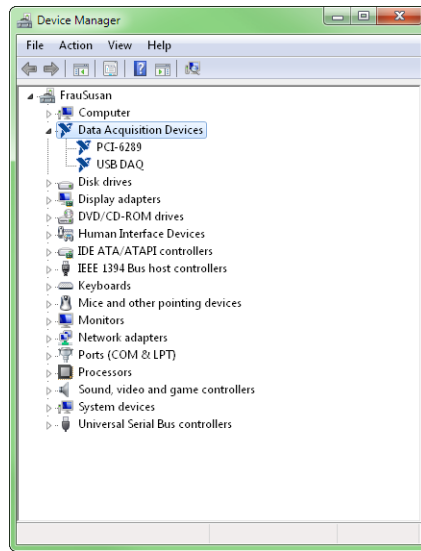 Device Manager
File Action View Help
FrauSusan
Computer
Data Acquisition Devices
PCI-6289
USB DAQ
Disk drives
Display adapters
DVD/CD-ROM drives
Human Interface Devices
IDE ATA/ATAPI controllers
IEEE 1394 Bus host controllers
Keyboards
Mice and other pointing devices
Monitors
Network adapters
Ports (COM & LPT)
Processors
Sound, video and game controllers
System devices
Universal Serial Bus controllers